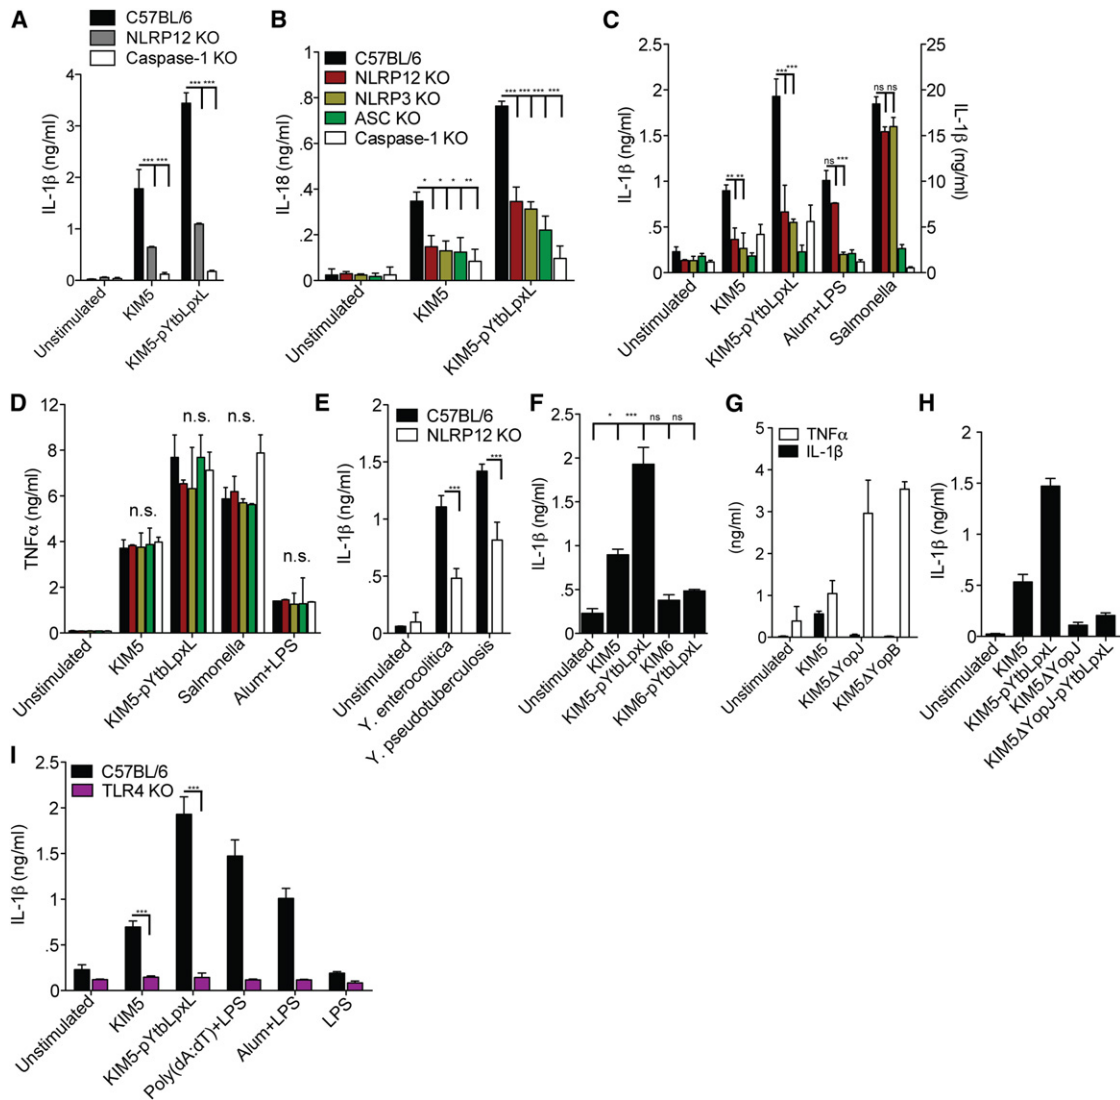 A
C57BL/6
NLRP12 KO
Caspase-1 KO
IL-1β (ng/ml)
4
3
2
1
0
*** ***
*** ***
Unstimulated
KIM5
KIM5-pYtbLpxL
B
C57BL/6
NLRP12 KO
NLRP3 KO
ASC KO
Caspase-1 KO
IL-18 (ng/ml)
1
.8
.6
.4
.2
0
* * * **
*** *** *** ***
Unstimulated
KIM5
KIM5-pYtbLpxL
C
IL-1β (ng/ml)
2.5
2
1.5
1
.5
0
** **
*** ***
ns ***
ns ns
25
20
15
10
5
0
IL-1β (ng/ml)
Unstimulated
KIM5
KIM5-pYtbLpxL
Alum+LPS
Salmonella
D
TNFα (ng/ml)
12
8
6
4
2
0
n.s.
n.s.
n.s.
n.s.
Unstimulated
KIM5
KIM5-pYtbLpxL
Salmonella
Alum+LPS
E
C57BL/6
NLRP12 KO
IL-1β (ng/ml)
2
1.5
1
.5
0
***
***
Unstimulated
Y. enterocolitica
Y. pseudotuberculosis
F
IL-1β (ng/ml)
2.5
2
1.5
1
.5
0
* *** ns ns
Unstimulated
KIM5
KIM5-pYtbLpxL
KIM6
KIM6-pYtbLpxL
G
TNFα
IL-1β
(ng/ml)
5
4
3
2
1
0
Unstimulated
KIM5
KIM5ΔYopJ
KIM5ΔYopB
H
IL-1β (ng/ml)
2
1.5
1
.5
0
Unstimulated
KIM5
KIM5-pYtbLpxL
KIM5ΔYopJ
KIM5ΔYopJ-pYtbLpxL
I
C57BL/6
TLR4 KO
IL-1β (ng/ml)
2.5
2
1.5
1
.5
0
***
***
Unstimulated
KIM5
KIM5-pYtbLpxL
Poly(dA:dT)+LPS
Alum+LPS
LPS